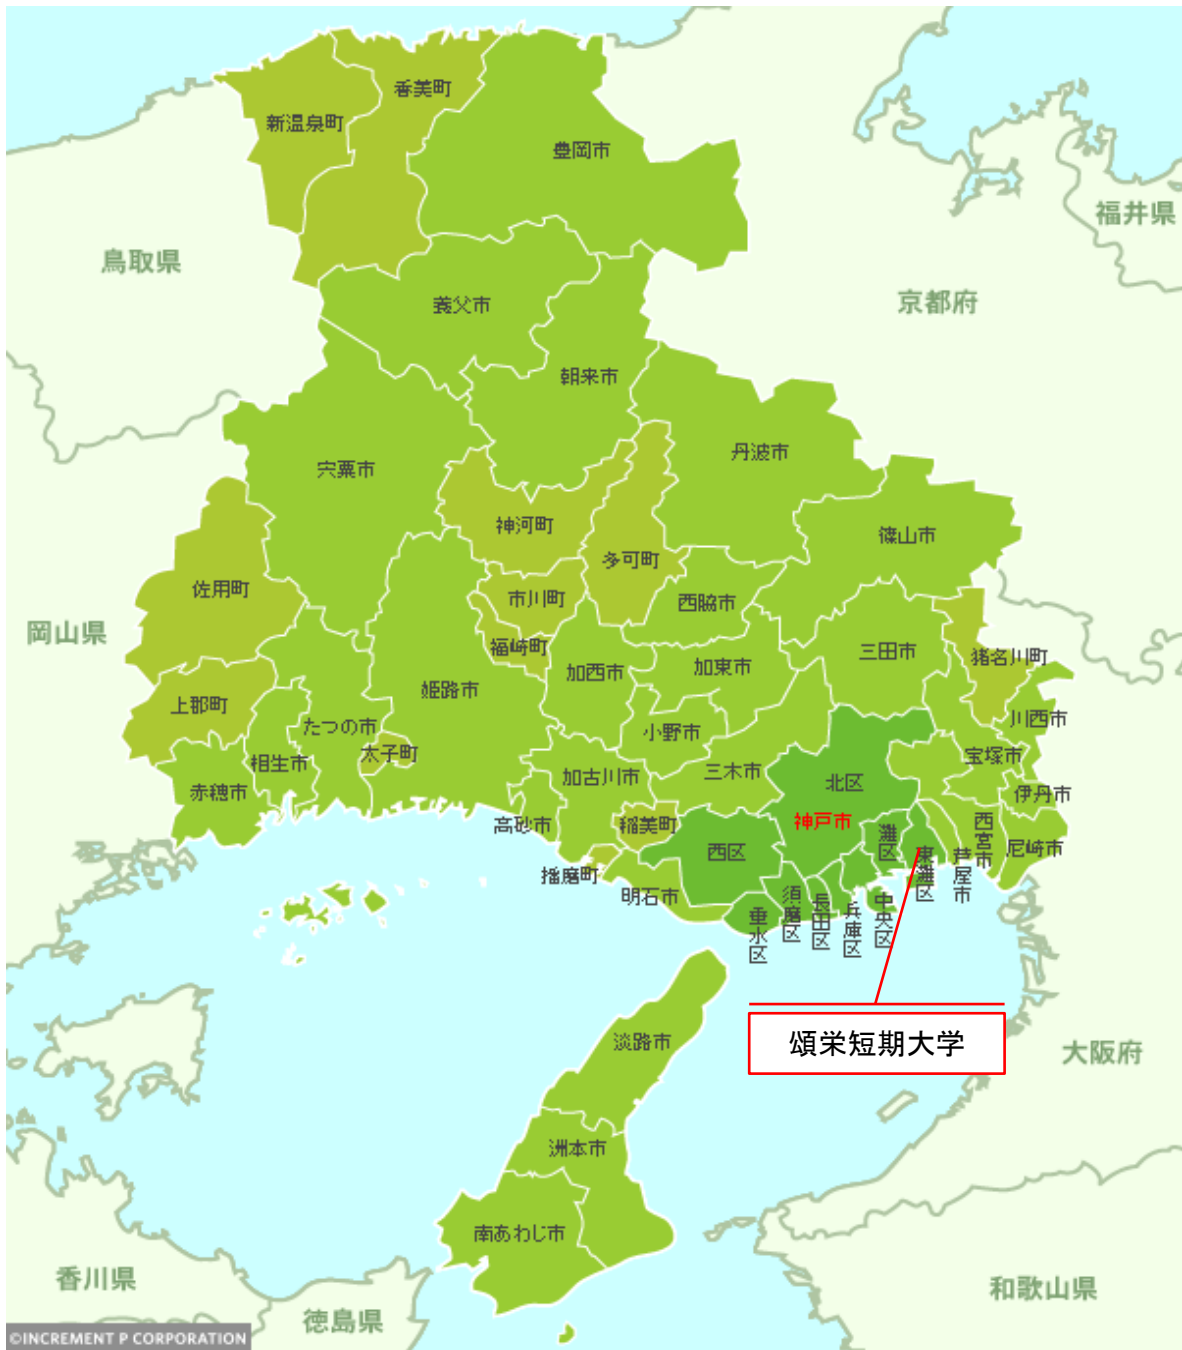 香美町
新温泉町
豊岡市
福井県
鳥取県
京都府
養父市
朝来市
丹波市
宍粟市
神河町
篠山市
多可町
佐用町
市川町
西脇市
岡山県
福崎町
三田市
猪名川町
加西市
加東市
姫路市
上郡町
川西市
たつの市
小野市
太子町
宝塚市
相生市
三木市
加古川市
北区
赤穂市
伊丹市
高砂市
稲美町
神戸市
灘区
西宮市
尼崎市
西区
東灘区
芦屋市
播磨町
明石市
垂水区
須磨区
長田区
兵庫区
中央区
頌栄短期大学
淡路市
大阪府
洲本市
南あわじ市
香川県
和歌山県
徳島県
©INCREMENT P CORPORATION